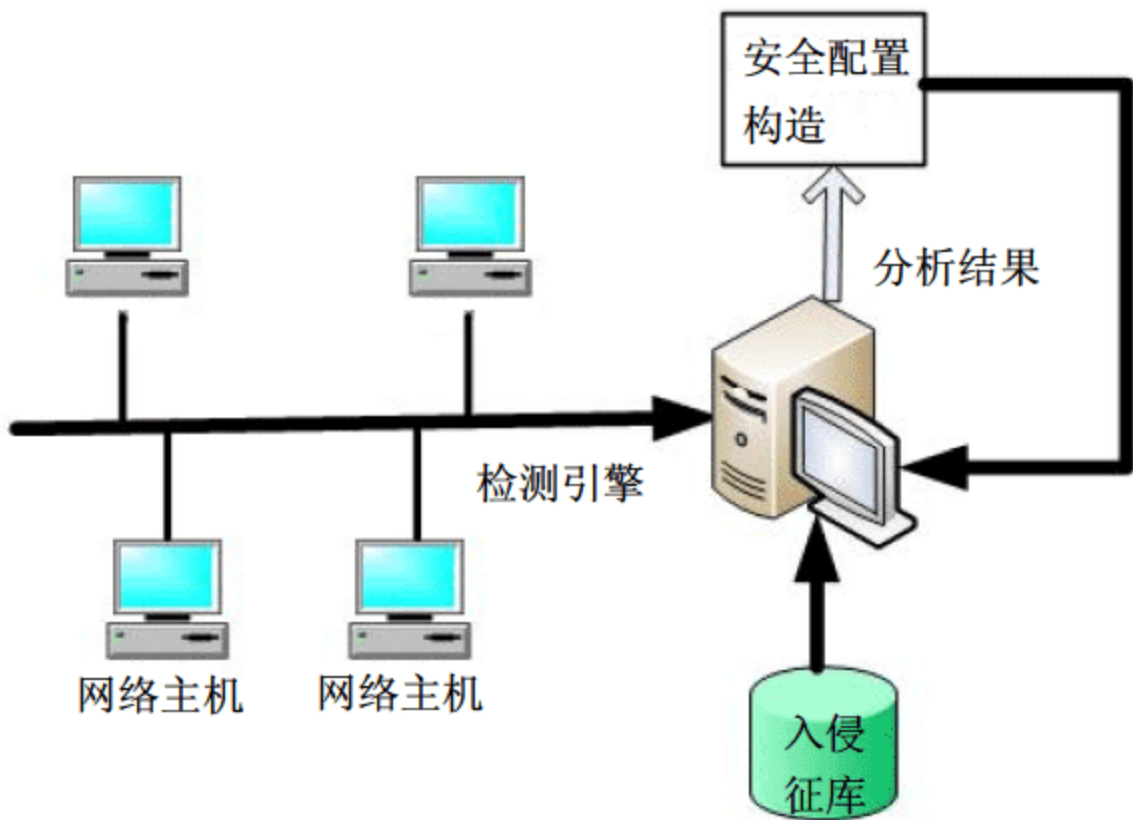 安全配置
构造
分析结果
检测引擎
网络主机
网络主机
入侵
征库